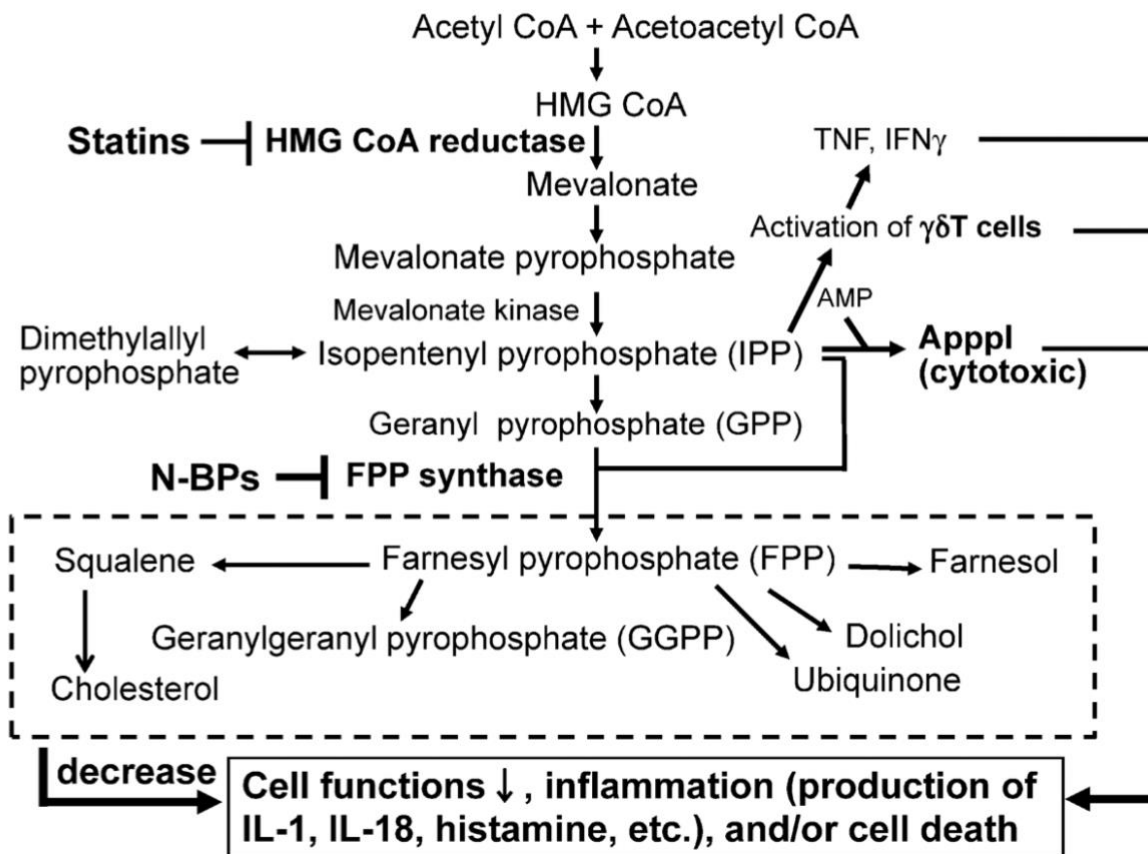 Acetyl CoA + Acetoacetyl CoA
HMG CoA
Statins
HMG CoA reductase
TNF, IFNγ
Mevalonate
Activation of γδT cells
Mevalonate pyrophosphate
Mevalonate kinase
AMP
Dimethylallyl
pyrophosphate
Isopentenyl pyrophosphate (IPP)
ApppI
(cytotoxic)
Geranyl pyrophosphate (GPP)
N-BPs
FPP synthase
Squalene
Farnesyl pyrophosphate (FPP)
Farnesol
Geranylgeranyl pyrophosphate (GGPP)
Dolichol
Cholesterol
Ubiquinone
decrease
Cell functions ↓, inflammation (production of
IL-1, IL-18, histamine, etc.), and/or cell death